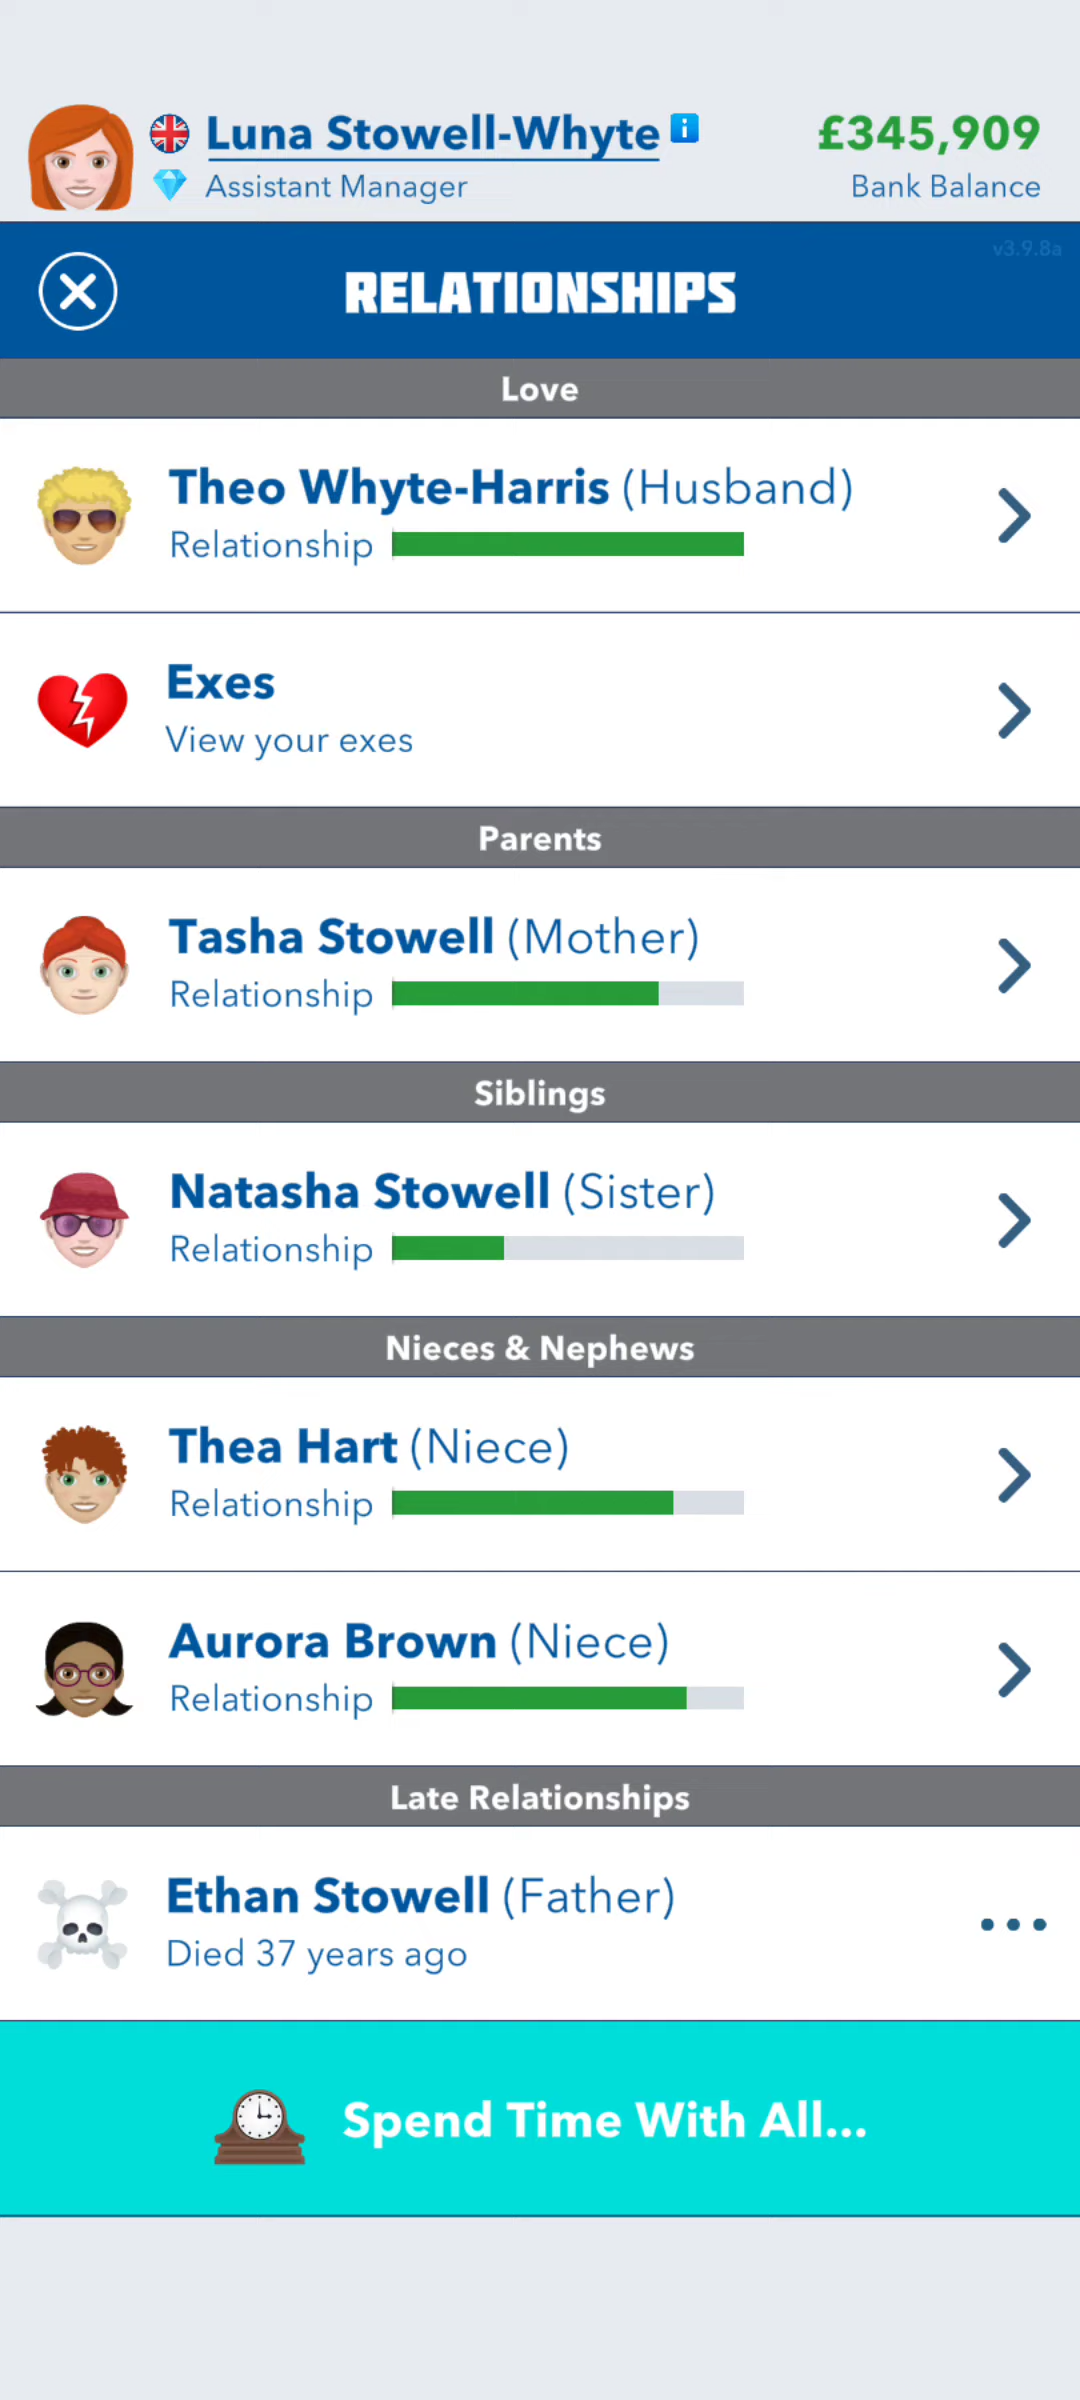 Luna Stowell-Whyte
£345,909
Assistant Manager
Bank Balance
v3.9.8a
RELATIONSHIPS
Love
Theo Whyte-Harris (Husband)
Relationship
Exes
View your exes
Parents
Tasha Stowell (Mother)
Relationship
Siblings
Natasha Stowell (Sister)
Relationship
Nieces & Nephews
Thea Hart (Niece)
Relationship
Aurora Brown (Niece)
Relationship
Late Relationships
Ethan Stowell (Father)
Died 37 years ago
Spend Time With All...